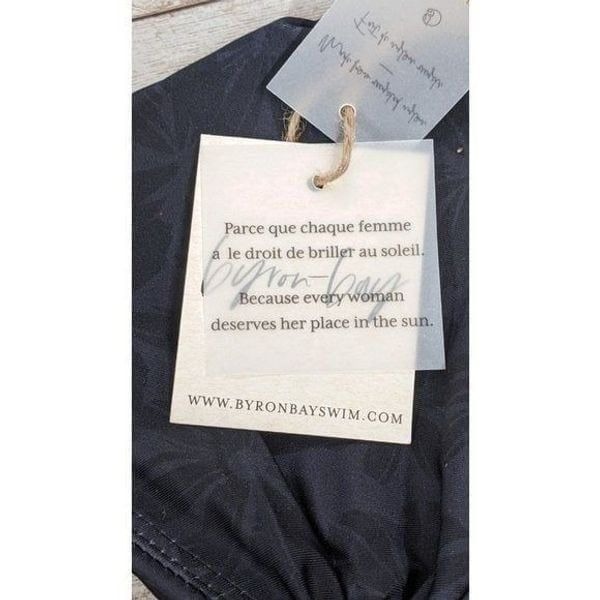 Parce que chaque femme
a le droit de briller au soleil.
byron bay
Because every woman
deserves her place in the sun.
WWW.BYRONBAYSWIM.COM